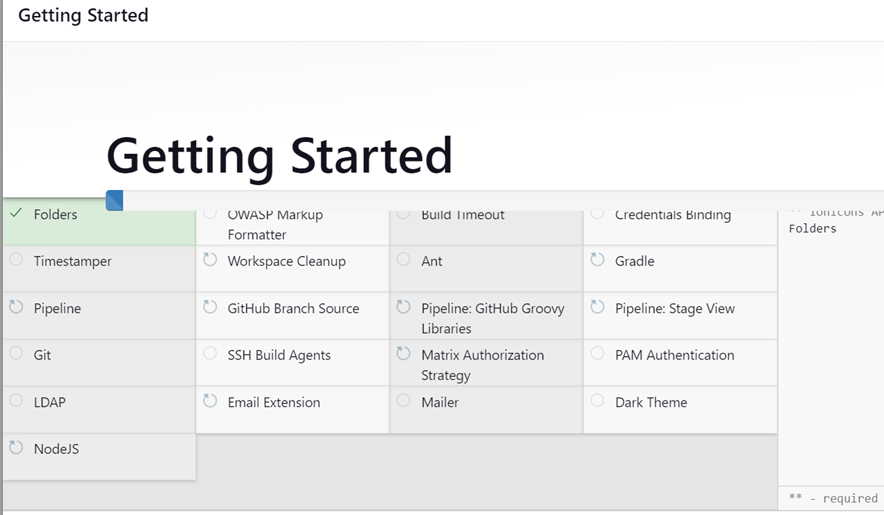 Getting Started
Getting Started
Folders
OWASP Markup
Formatter
Build Timeout
Credentials Binding
Timestamper
Workspace Cleanup
Ant
Gradle
Pipeline
GitHub Branch Source
Pipeline: GitHub Groovy
Libraries
Pipeline: Stage View
Git
SSH Build Agents
Matrix Authorization
Strategy
PAM Authentication
LDAP
Email Extension
Mailer
Dark Theme
NodeJS
** Ionicons AP
Folders
** - required